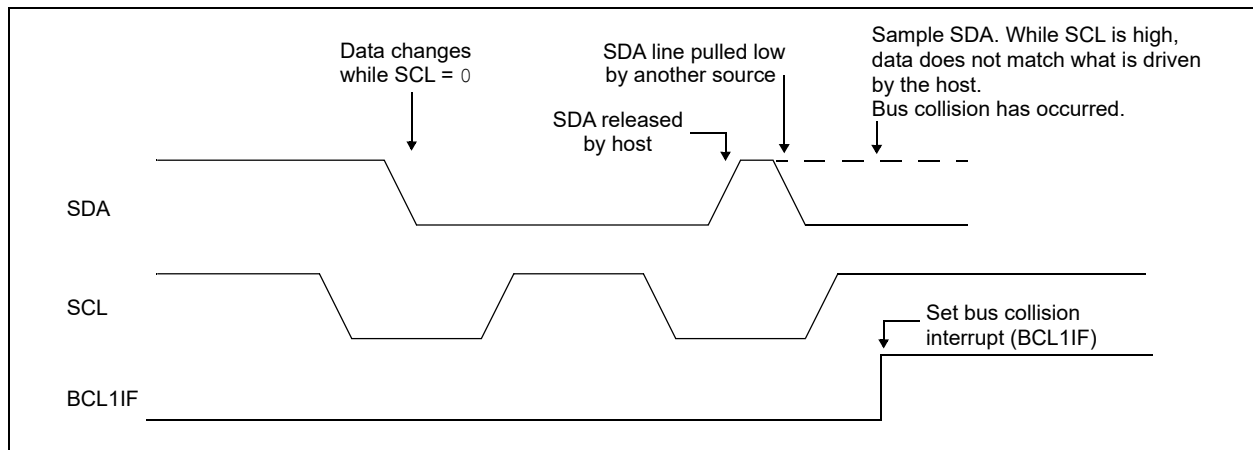 Data changes
while SCL = 0
SDA line pulled low
by another source
Sample SDA. While SCL is high,
data does not match what is driven
by the host.
Bus collision has occurred.
SDA released
by host
SDA
SCL
Set bus collision
interrupt (BCL1IF)
BCL1IF